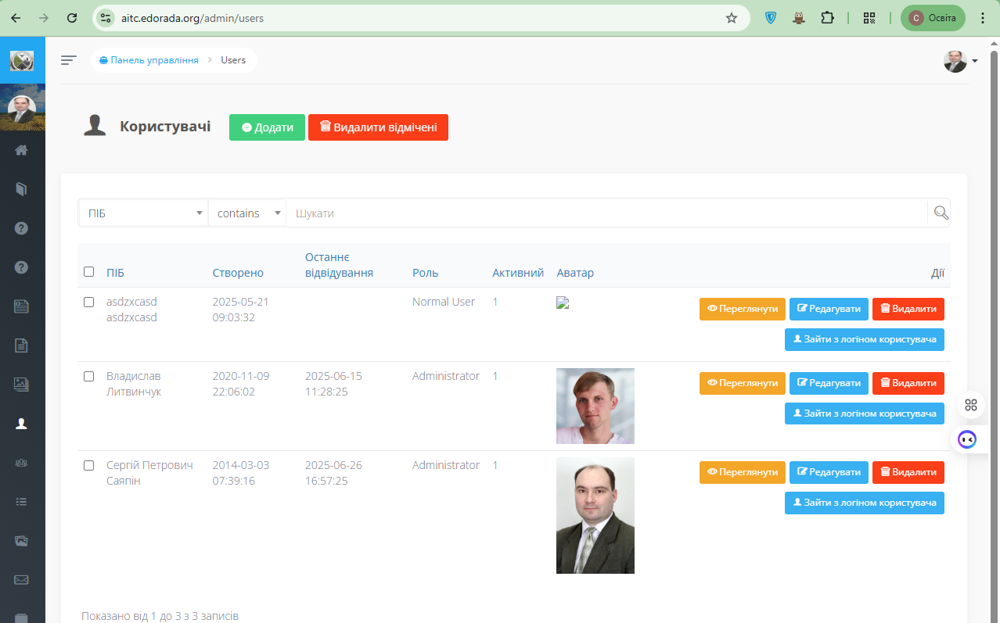 aitc.edorada.org/admin/users
С
Освіта
Панель управління
Users
Користувачі
Додати
Видалити відмічені
ПІБ
contains
Шукати
ПІБ Створено Останнє відвідування Роль Активний Аватар Дії
asdzxcasd 2025-05-21 Normal User 1
asdzxcasd 09:03:32
Переглянути Редагувати Видалити
Зайти з логіном користувача
Владислав 2020-11-09 2025-06-15 Administrator 1
Литвинчук 22:06:02 11:28:25
Переглянути Редагувати Видалити
Зайти з логіном користувача
Сергій Петрович 2014-03-03 2025-06-26 Administrator 1
Саяпін 07:39:16 16:57:25
Переглянути Редагувати Видалити
Зайти з логіном користувача
Показано від 1 до 3 з 3 записів